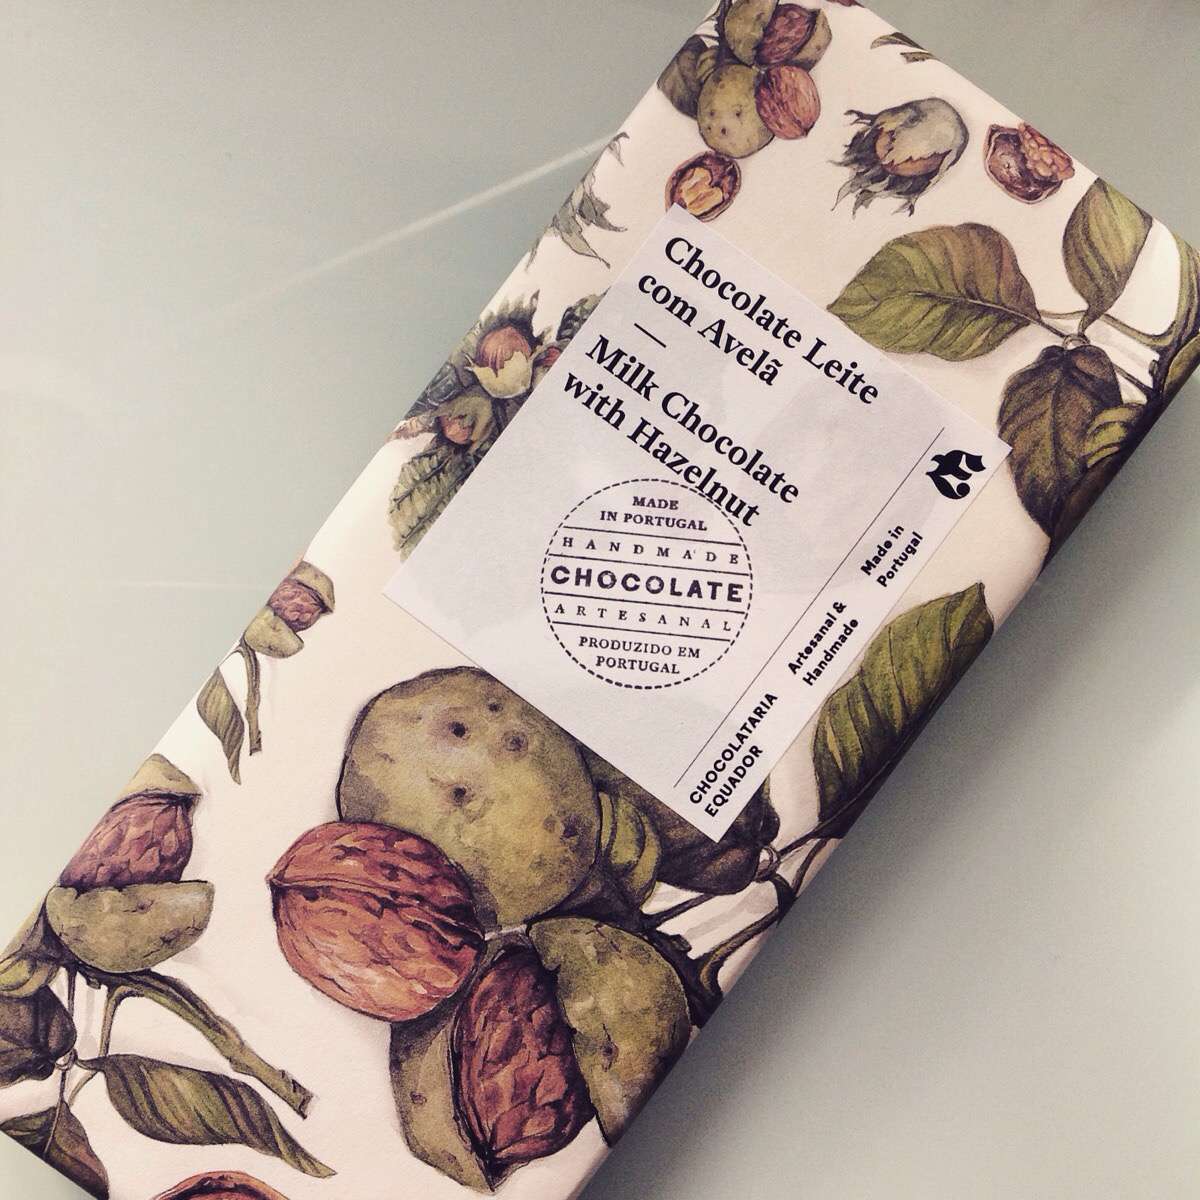 Chocolate Leite
com Avelã
—
Milk Chocolate
with Hazelnut
MADE
IN PORTUGAL
HANDMADE
CHOCOLATE
ARTESANAL
PRODUZIDO EM
PORTUGAL
CHOCOLATARIA
EQUADOR
Artesanal &
Handmade
Made in
Portugal
E